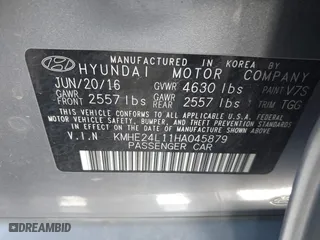 MANUFACTURED IN KOREA BY
HYUNDAI MOTOR COMPANY
JUN/20/16 GVWR 4630 lbs PAINT V7S
GAWR FRONT 2557 lbs GAWR REAR 2557 lbs TRIM TGG
THIS VEHICLE CONFORMS TO ALL APPLICABLE
FEDERAL MOTOR VEHICLE SAFETY, BUMPER, AND
THEFT PREVENTION STANDARDS IN EFFECT ON
THE DATE OF MANUFACTURE SHOWN ABOVE.
V.I.N KMHE24L11HA045879
PASSENGER CAR